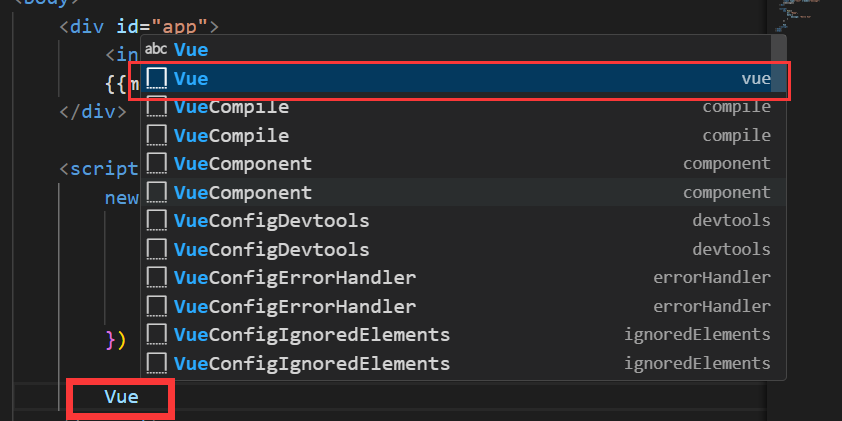 <body>
<div id="app">
abc Vue
<in
Vue vue
{{m
VueCompile compile
</div>
VueCompile compile
VueComponent component
<script
VueComponent component
new
VueConfigDevtools devtools
VueConfigDevtools devtools
VueConfigErrorHandler errorHandler
VueConfigErrorHandler errorHandler
})
VueConfigIgnoredElements ignoredElements
VueConfigIgnoredElements ignoredElements
Vue